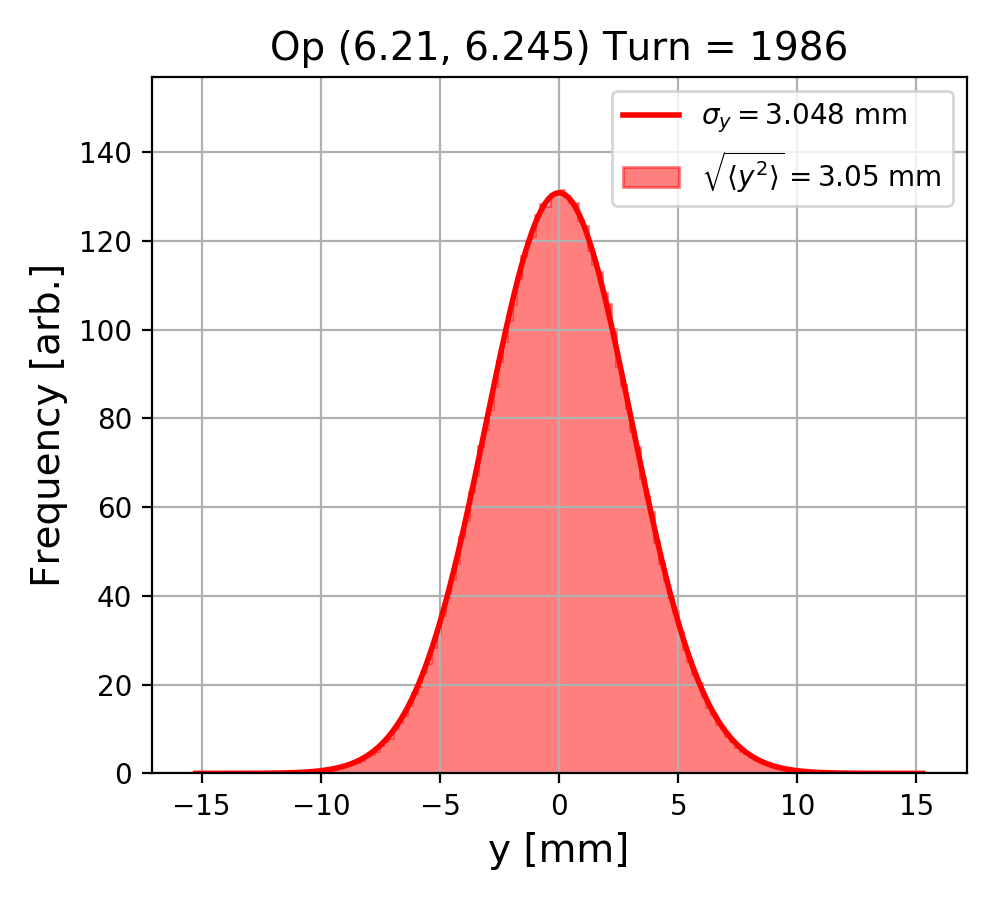 Op (6.21, 6.245) Turn = 1986
σ_y = 3.048 mm
√⟨y²⟩ = 3.05 mm
Frequency [arb.]
140
120
100
80
60
40
20
0
−15 −10 −5 0 5 10 15
y [mm]